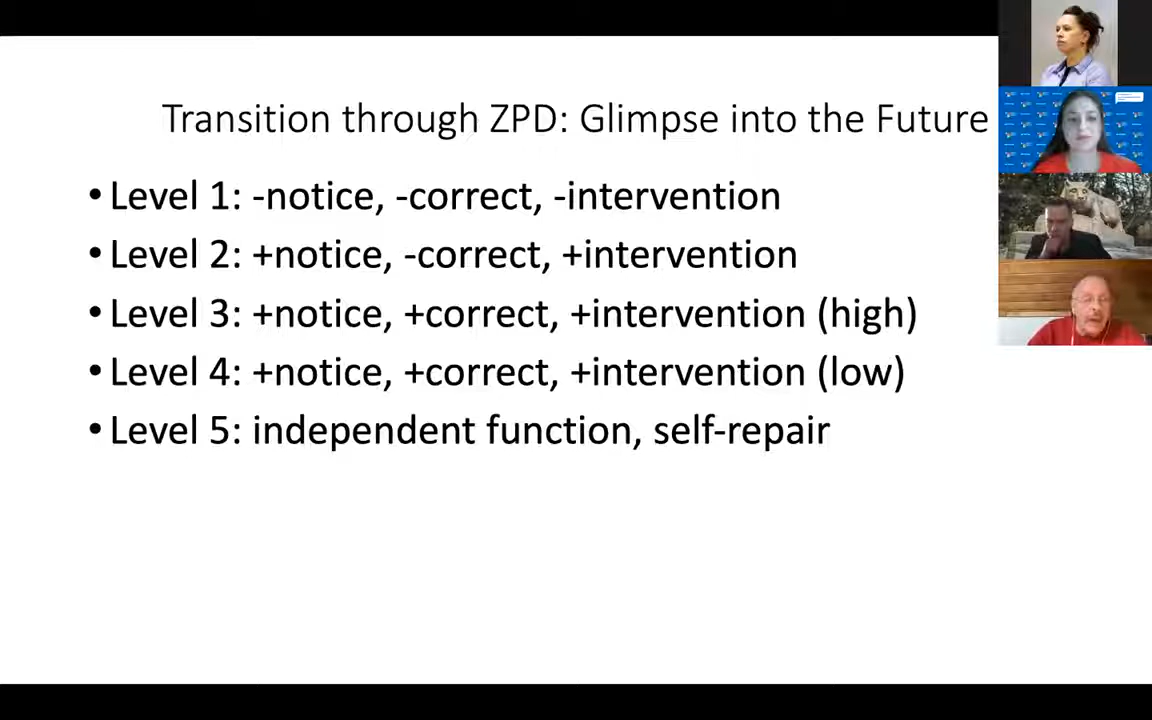 Transition through ZPD: Glimpse into the Future
• Level 1: -notice, -correct, -intervention
• Level 2: +notice, -correct, +intervention
• Level 3: +notice, +correct, +intervention (high)
• Level 4: +notice, +correct, +intervention (low)
• Level 5: independent function, self-repair